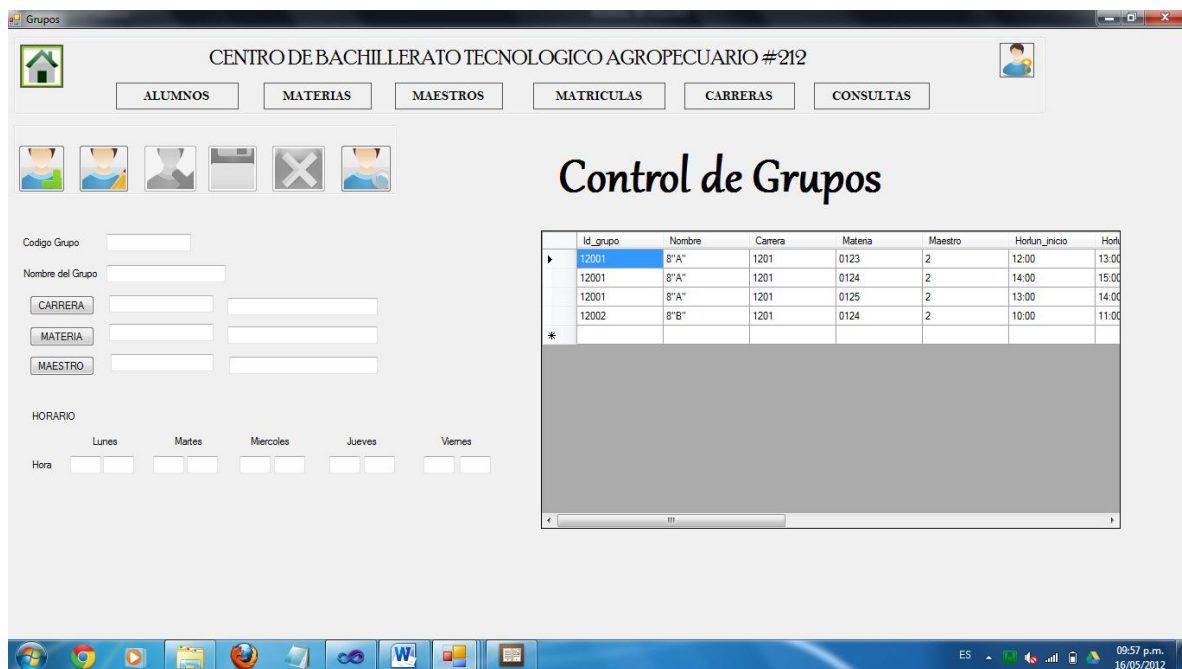 Grupos
CENTRO DE BACHILLERATO TECNOLOGICO AGROPECUARIO #212
ALUMNOS MATERIAS MAESTROS MATRICULAS CARRERAS CONSULTAS
Control de Grupos
Codigo Grupo
Nombre del Grupo
CARRERA
MATERIA
MAESTRO
HORARIO
Lunes Martes Miercoles Jueves Viernes
Hora
Id_grupo Nombre Carrera Materia Maestro Horlun_inicio Horlu
12001 8"A" 1201 0123 2 12:00 13:00
12001 8"A" 1201 0124 2 14:00 15:00
12001 8"A" 1201 0125 2 13:00 14:00
12002 8"B" 1201 0124 2 10:00 11:00
ES 09:57 p.m.
16/05/2012